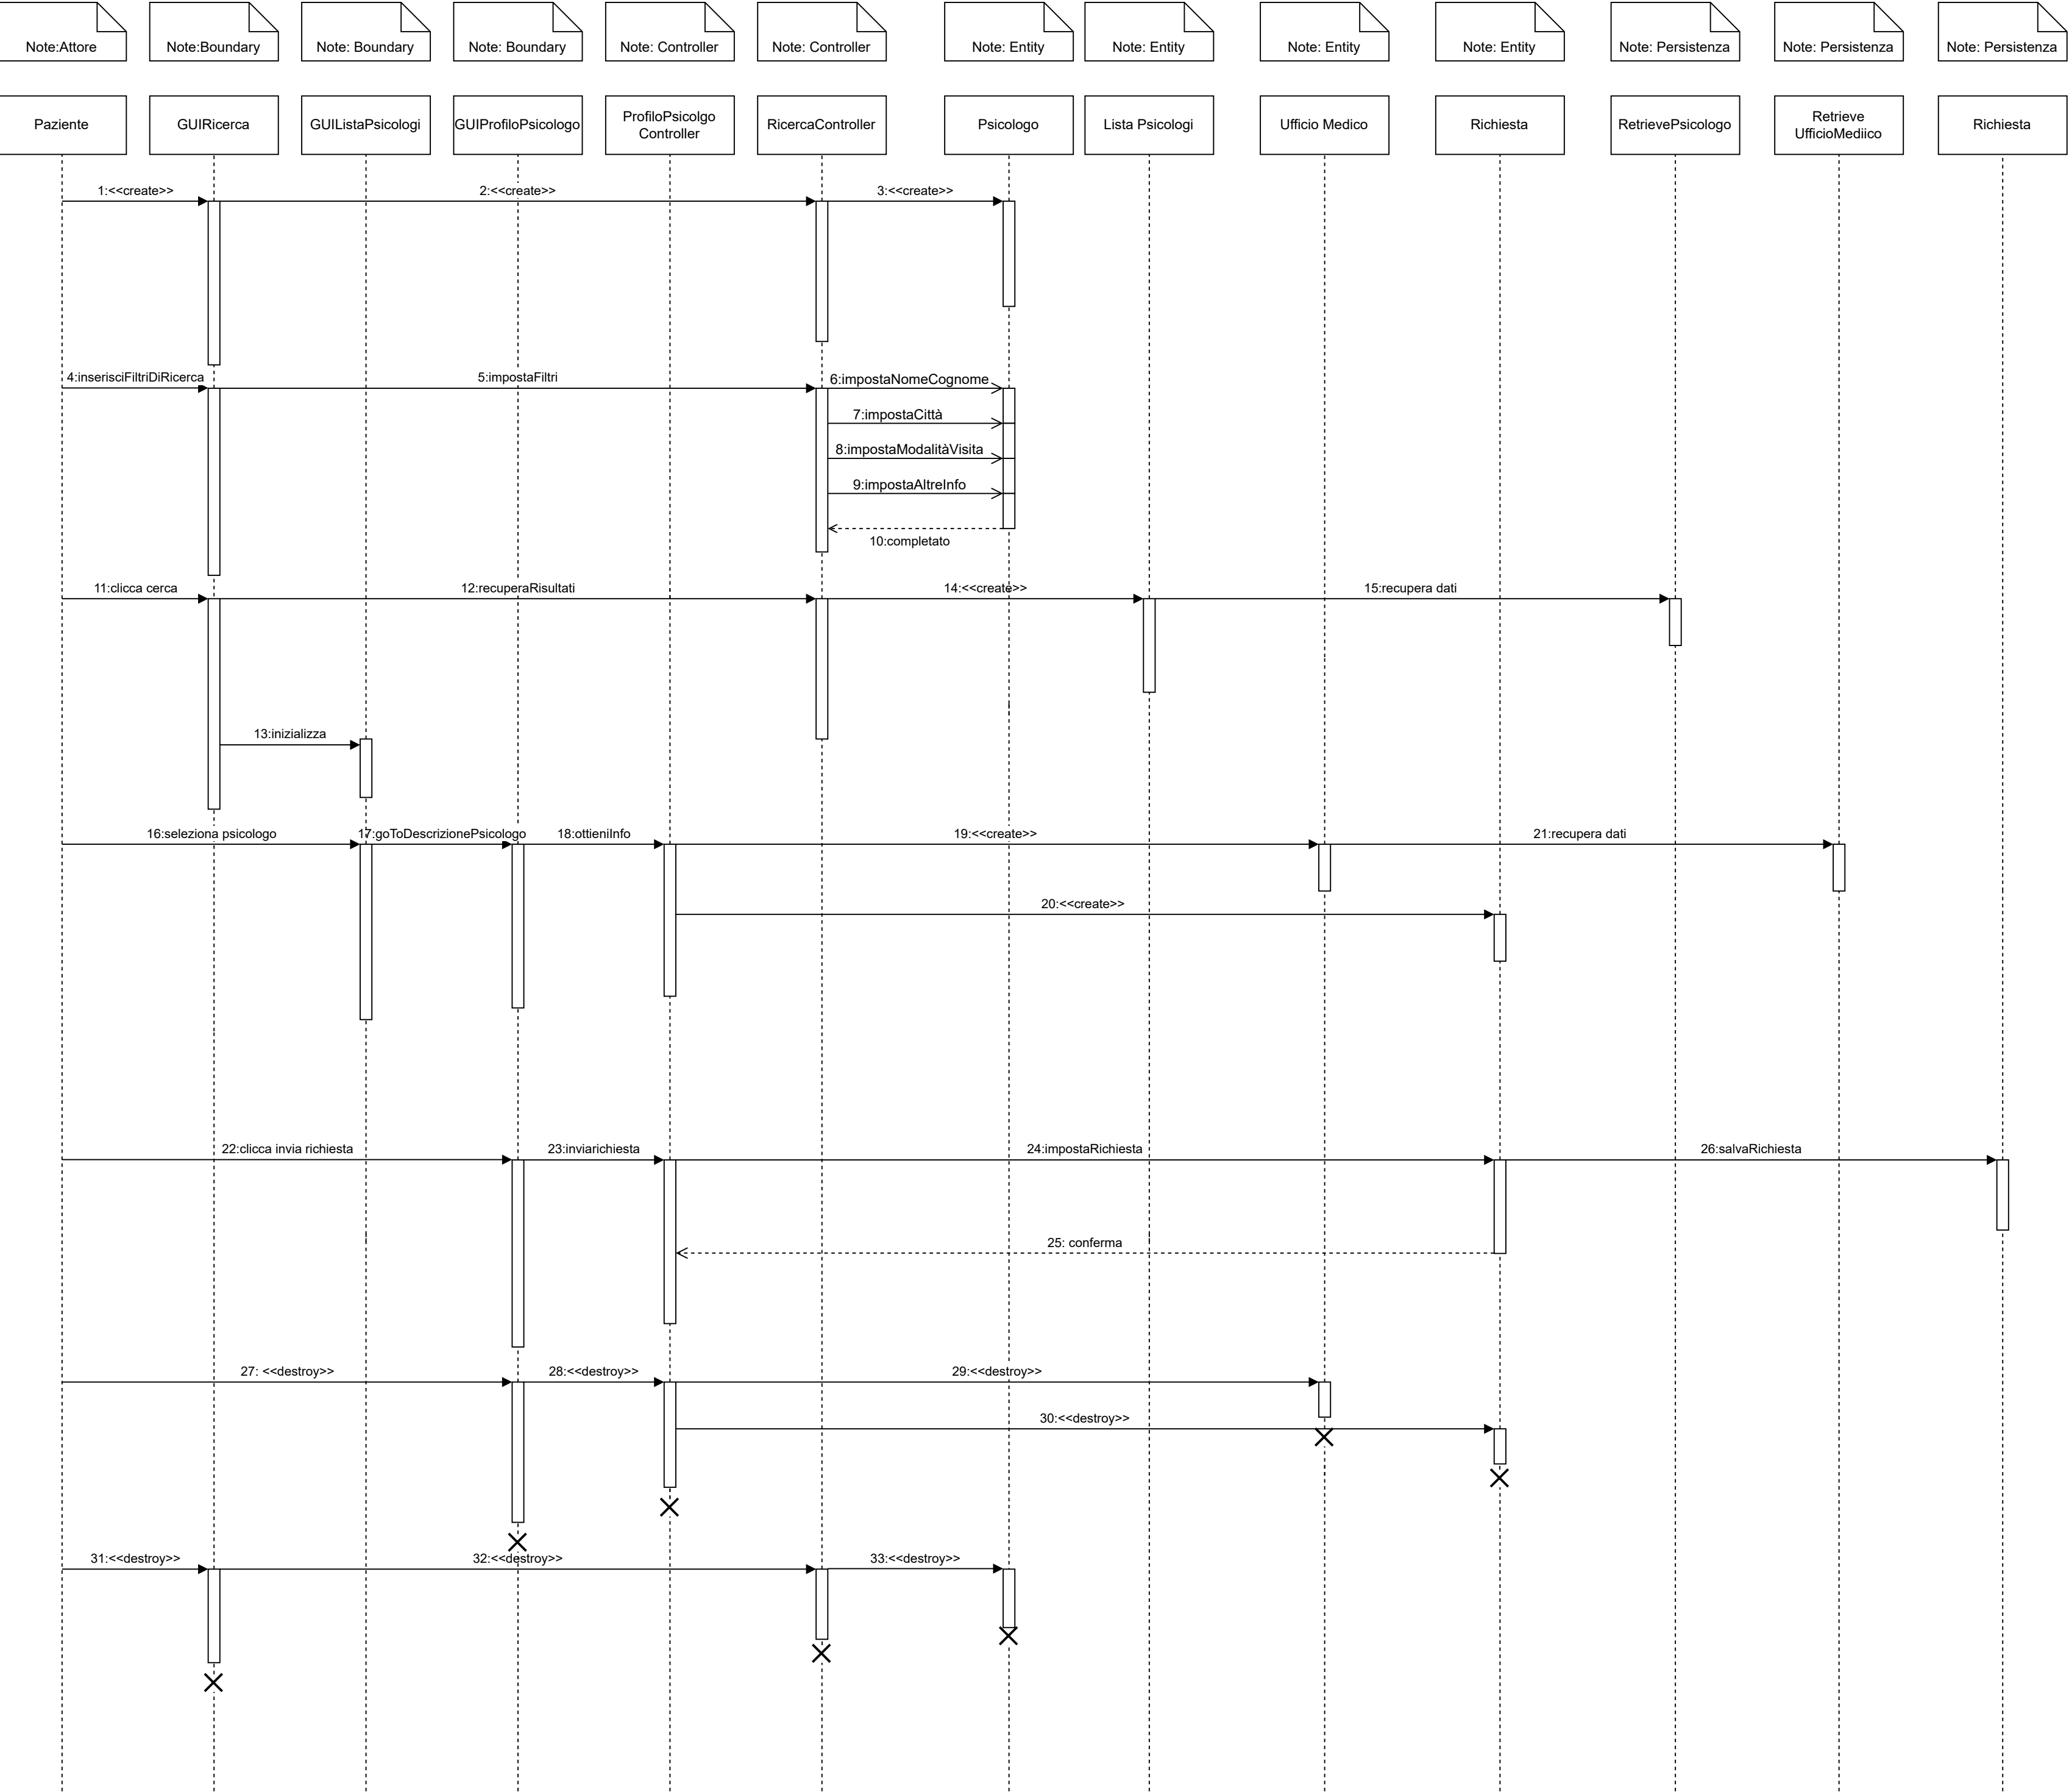 Note:Attore
Note:Boundary
Note: Boundary
Note: Boundary
Note: Controller
Note: Controller
Note: Entity
Note: Entity
Note: Entity
Note: Entity
Note: Persistenza
Note: Persistenza
Note: Persistenza
Paziente
GUIRicerca
GUIListaPsicologi
GUIProfiloPsicologo
ProfiloPsicolgo
Controller
RicercaController
Psicologo
Lista Psicologi
Ufficio Medico
Richiesta
RetrievePsicologo
Retrieve
UfficioMediico
Richiesta
1:<<create>>
2:<<create>>
3:<<create>>
4:inserisciFiltriDiRicerca
5:impostaFiltri
6:impostaNomeCognome
7:impostaCittà
8:impostaModalitàVisita
9:impostaAltreInfo
10:completato
11:clicca cerca
12:recuperaRisultati
14:<<create>>
15:recupera dati
13:inizializza
16:seleziona psicologo
17:goToDescrizionePsicologo
18:ottieniInfo
19:<<create>>
21:recupera dati
20:<<create>>
22:clicca invia richiesta
23:inviarichiesta
24:impostaRichiesta
26:salvaRichiesta
25: conferma
27: <<destroy>>
28:<<destroy>>
29:<<destroy>>
30:<<destroy>>
31:<<destroy>>
32:<<destroy>>
33:<<destroy>>